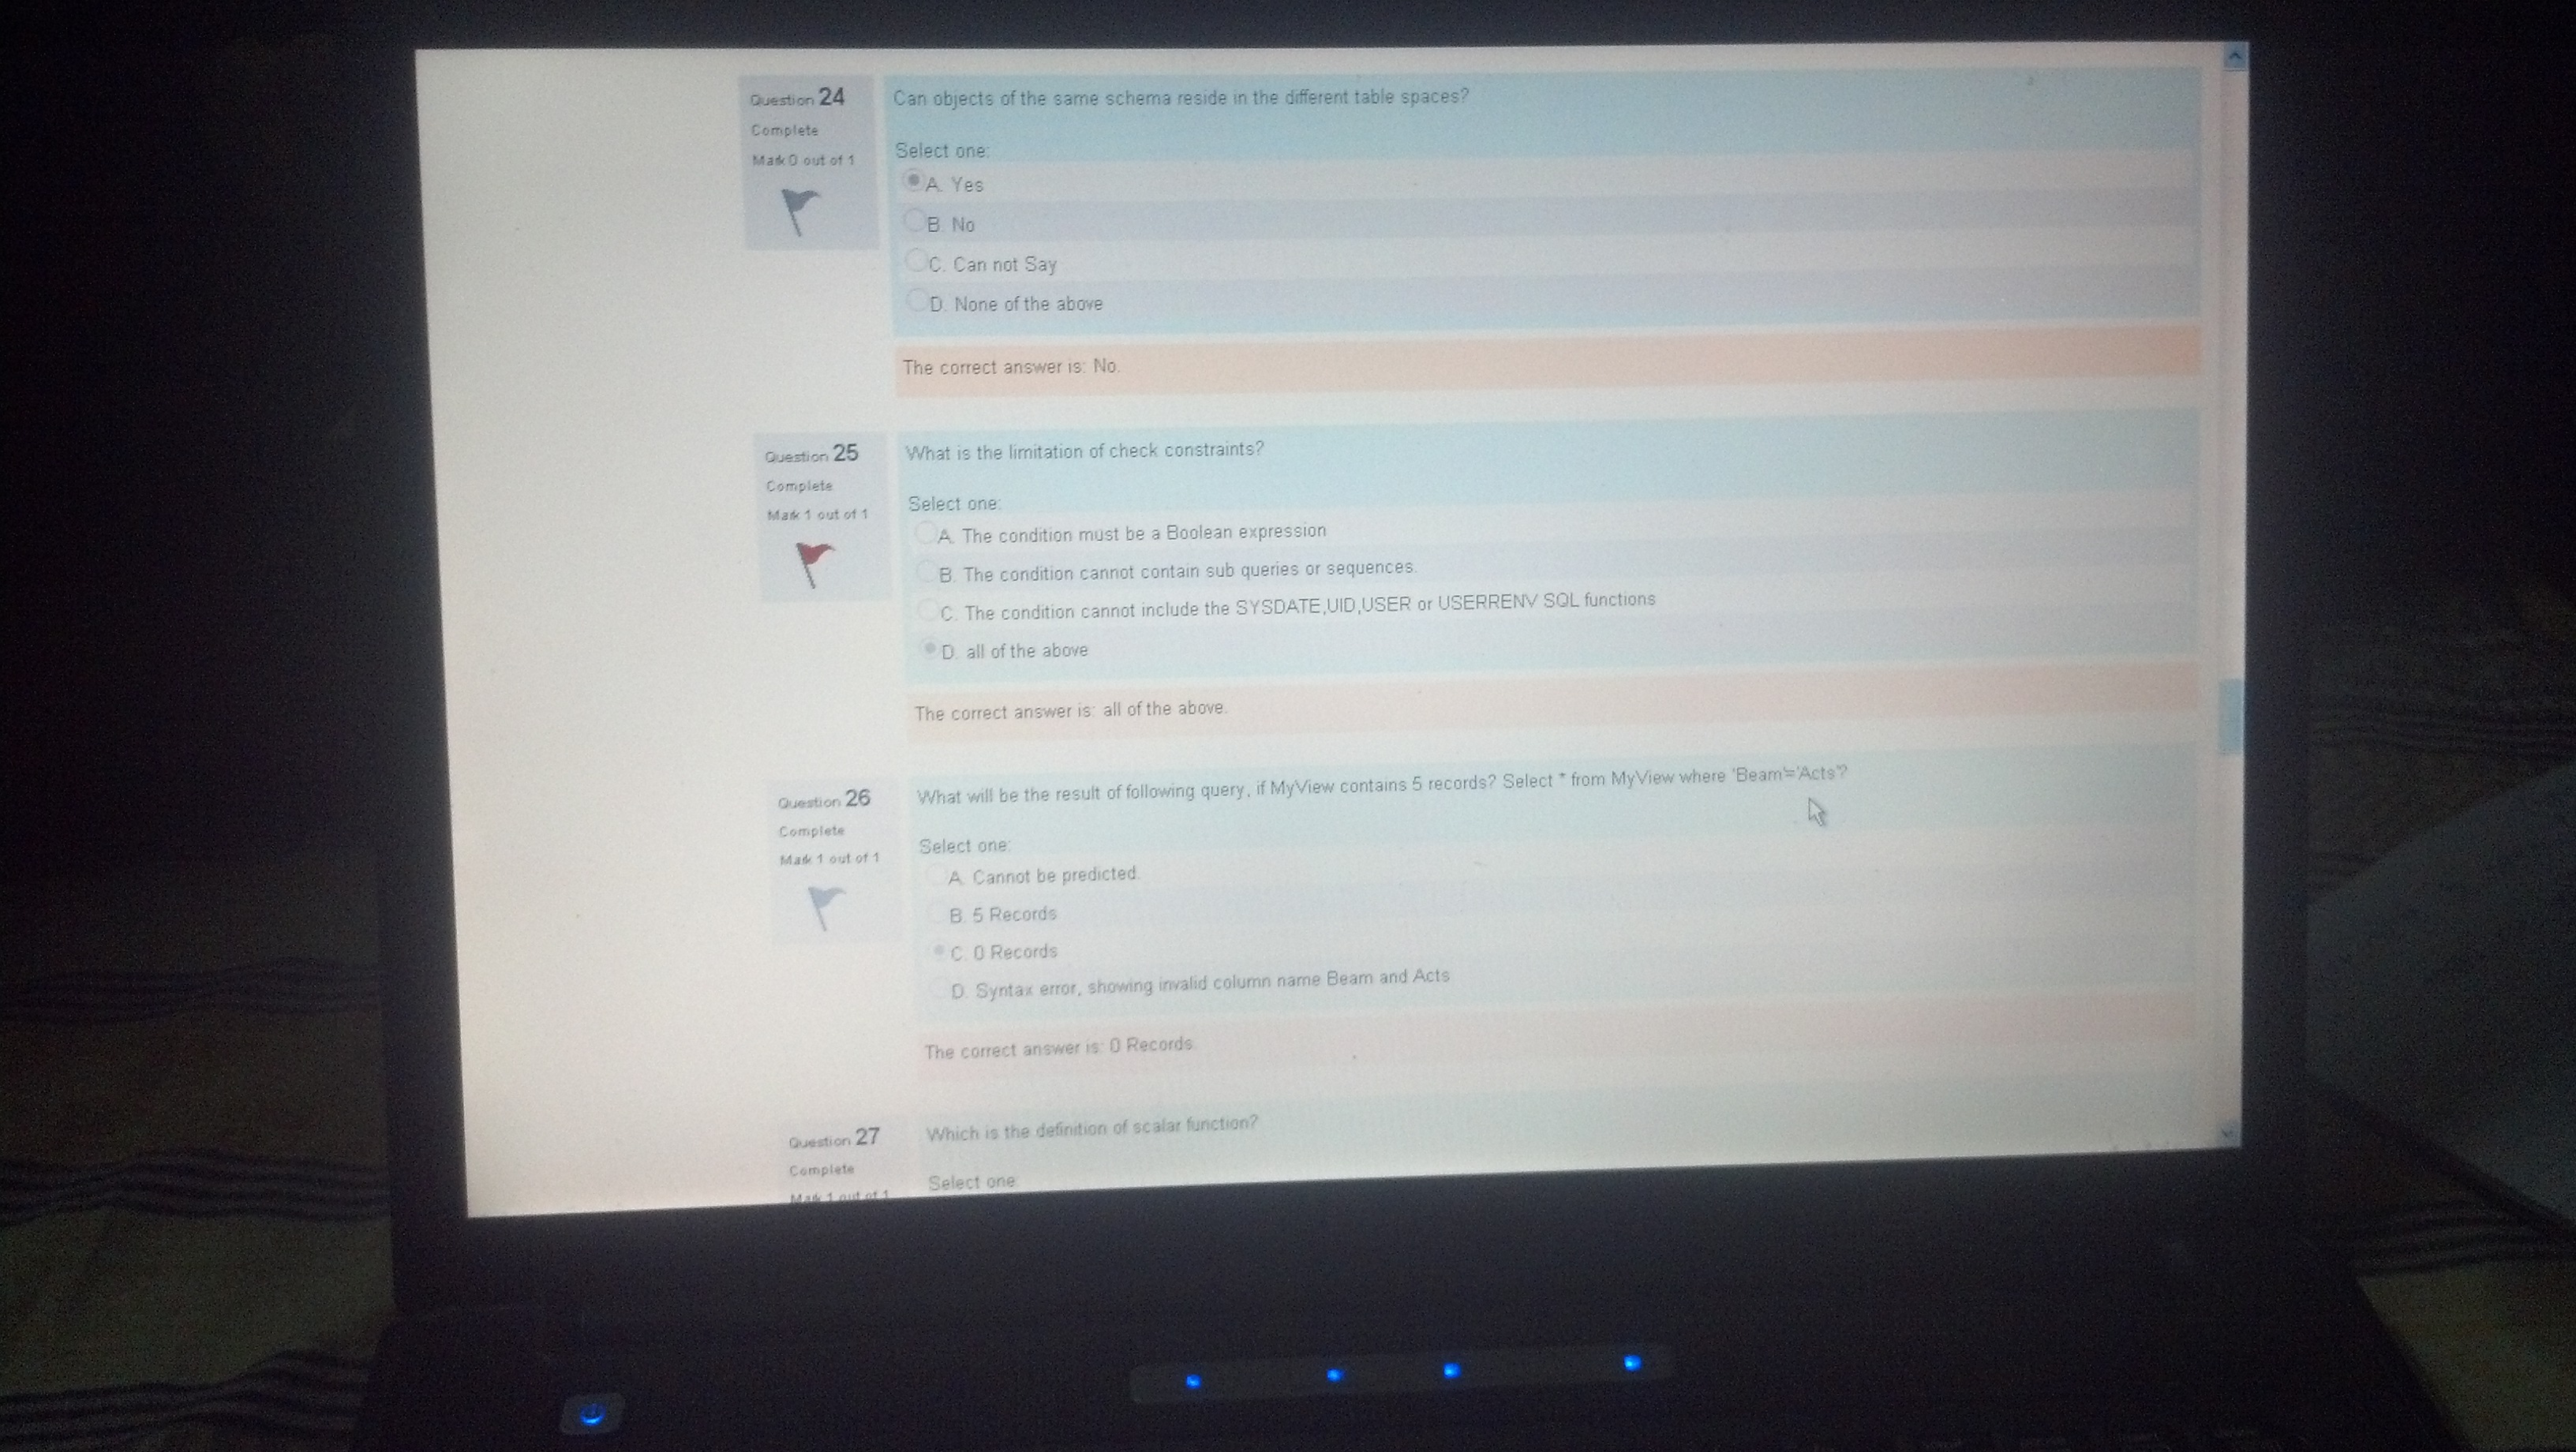 Question 24
Complete
Mark 0 out of 1
Can objects of the same schema reside in the different table spaces?
Select one:
A. Yes
B. No
C. Can not Say
D. None of the above
The correct answer is: No.
Question 25
Complete
Mark 1 out of 1
What is the limitation of check constraints?
Select one:
A. The condition must be a Boolean expression
B. The condition cannot contain sub queries or sequences.
C. The condition cannot include the SYSDATE,UID,USER or USERRENV SQL functions
D. all of the above
The correct answer is: all of the above.
Question 26
Complete
Mark 1 out of 1
What will be the result of following query, if MyView contains 5 records? Select * from MyView where 'Beam'='Acts'?
Select one:
A. Cannot be predicted.
B. 5 Records
C. 0 Records
D. Syntax error, showing invalid column name Beam and Acts
The correct answer is: 0 Records.
Question 27
Complete
Mark 1 out of 1
Which is the definition of scalar function?
Select one: